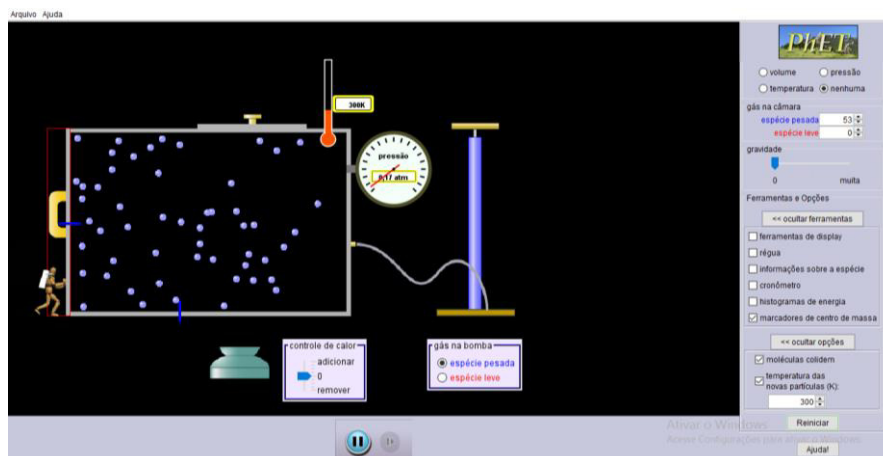 Arquivo Ajuda
PhET
volume pressão
temperatura nenhuma
gás na câmara
espécie pesada 53
espécie leve 0
gravidade
0 muita
Ferramentas e Opções
<< ocultar ferramentas
ferramentas de display
régua
informações sobre a espécie
cronômetro
histogramas de energia
marcadores de centro de massa
<< ocultar opções
moléculas colidem
temperatura das
novas partículas (K):
300
Reiniciar
Ajuda!
300K
pressão
0,17 atm
controle de calor
adicionar
0
remover
gás na bomba
espécie pesada
espécie leve
Ativar o Windows
Acesse Configurações para ativar o Windows.